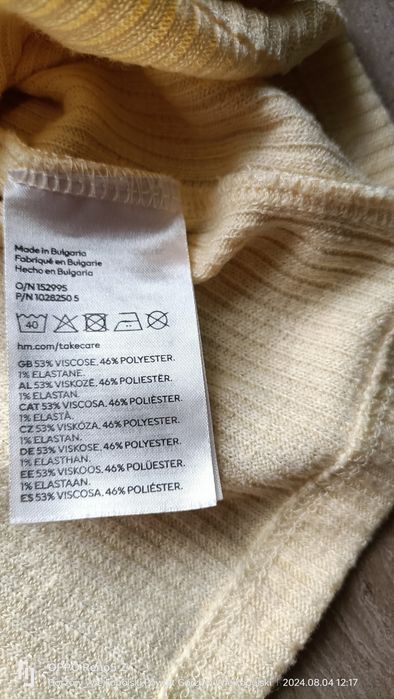 Made in Bulgaria
Fabriqué en Bulgarie
Hecho en Bulgaria
O/N 152995
P/N 1028250 5
40
hm.com/takecare
GB 53% VISCOSE. 46% POLYESTER.
1% ELASTANE.
AL 53% VISKOZË. 46% POLIESTËR.
1% ELASTAN.
CAT 53% VISCOSA. 46% POLIÈSTER.
1% ELASTÀ.
CZ 53% VISKÓZA. 46% POLYESTER.
1% ELASTAN.
DE 53% VISKOSE. 46% POLYESTER.
1% ELASTHAN.
EE 53% VISKOOS. 46% POLÜESTER.
1% ELASTAAN.
ES 53% VISCOSA. 46% POLIÉSTER.
OPPO Reno5
2024.08.04 12:17